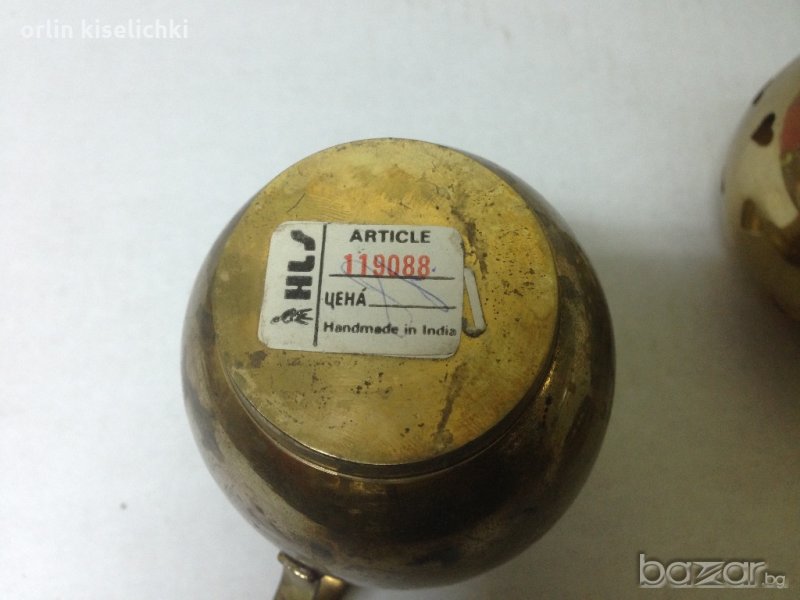 orlin kiselichki
HLS
ARTICLE
119088
ЦЕНА
Handmade in India
bazar.bg